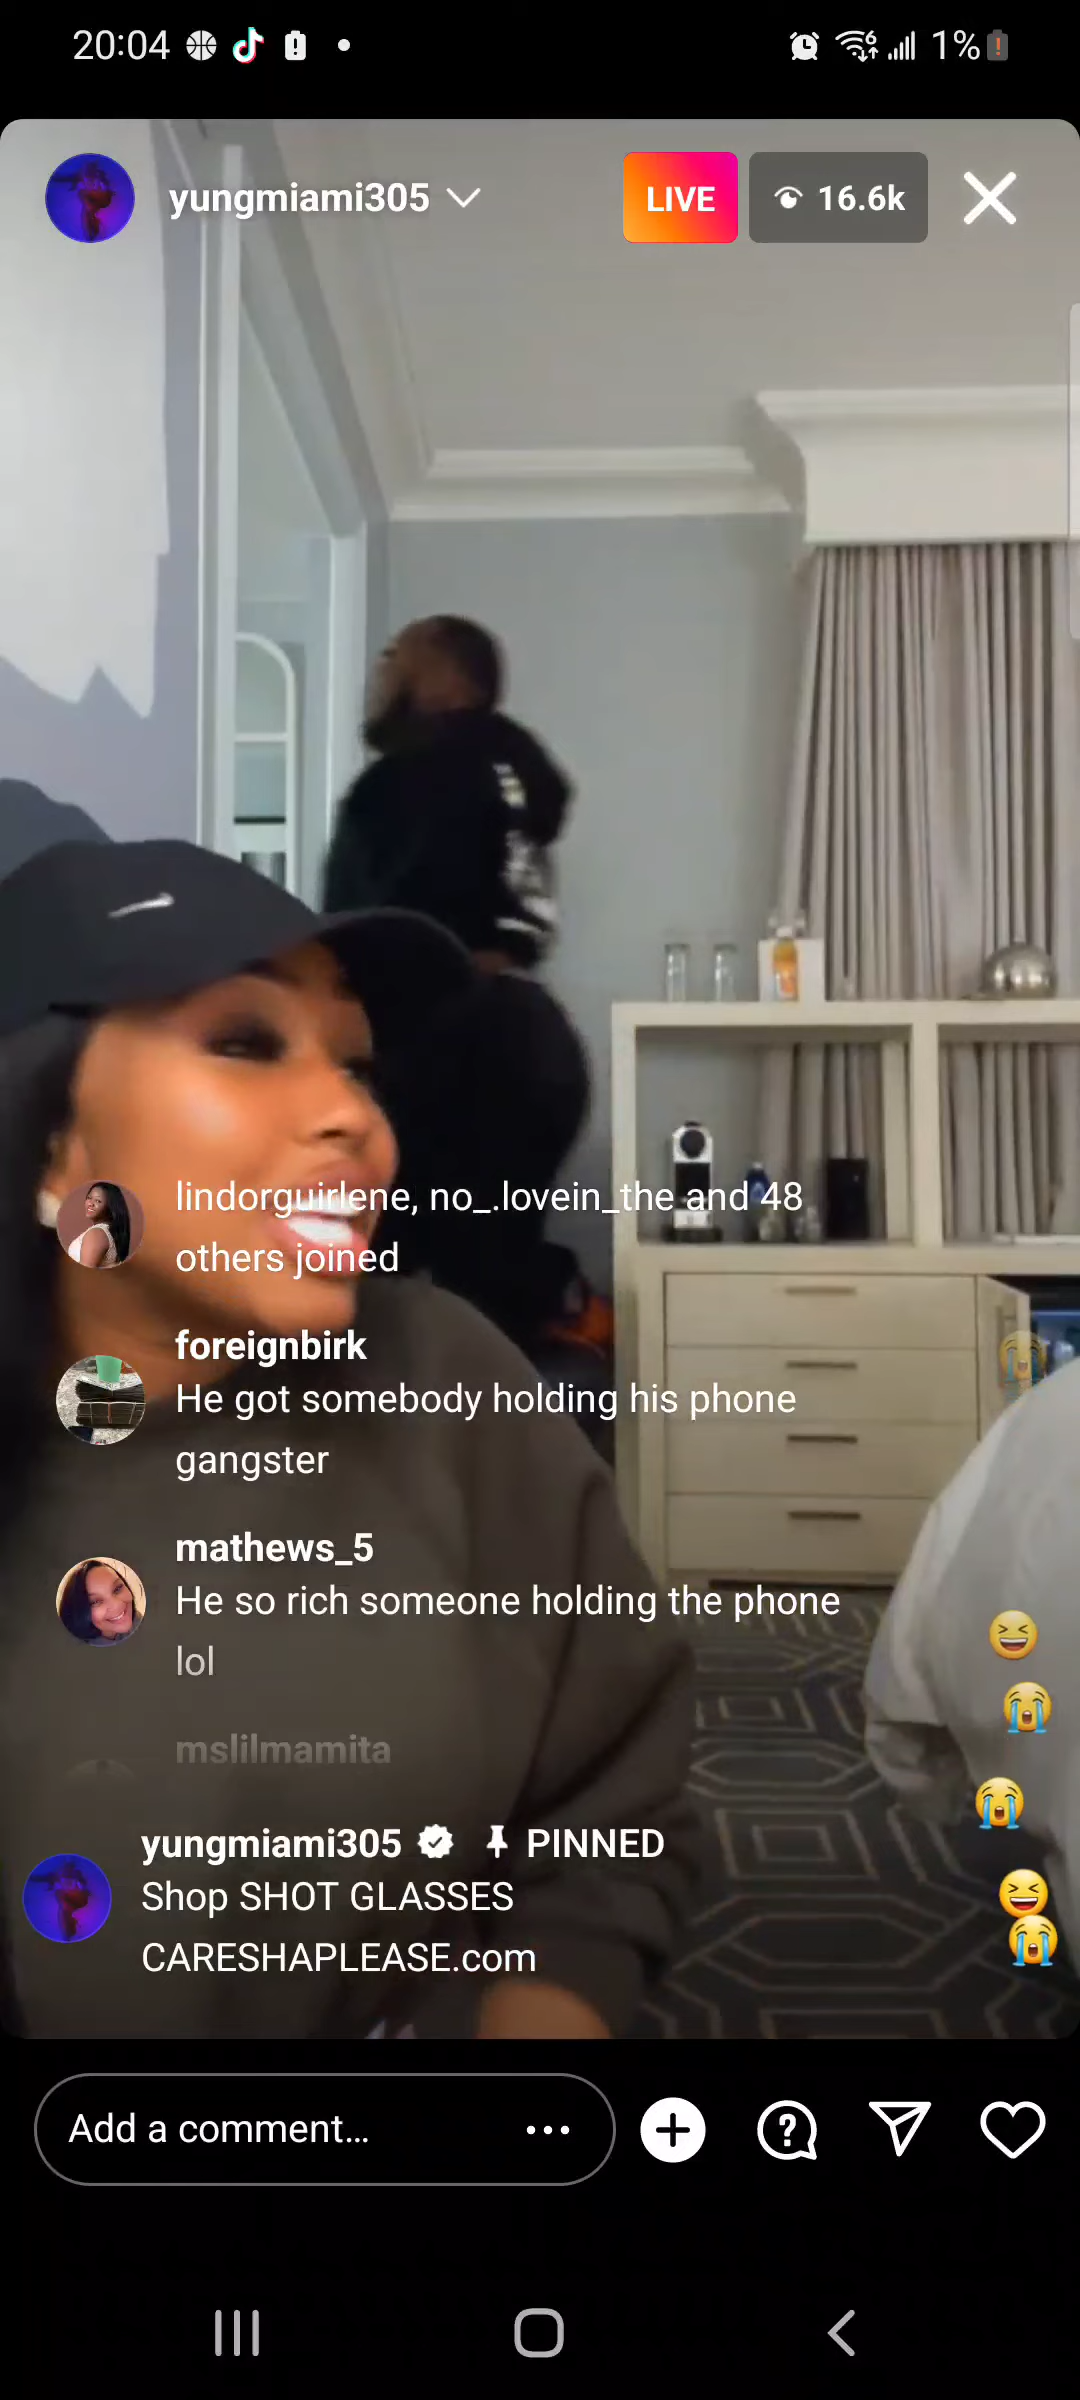 20:04
1%
yungmiami305
LIVE
16.6k
lindorguirlene, no_.lovein_the and 48
others joined
foreignbirk
He got somebody holding his phone
gangster
mathews_5
He so rich someone holding the phone
lol
mslilmamita
yungmiami305 PINNED
Shop SHOT GLASSES
CARESHAPLEASE.com
Add a comment...